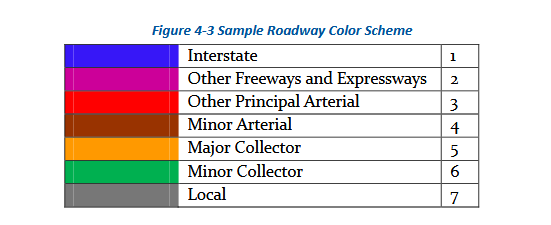 Figure 4-3 Sample Roadway Color Scheme
Interstate 1
Other Freeways and Expressways 2
Other Principal Arterial 3
Minor Arterial 4
Major Collector 5
Minor Collector 6
Local 7